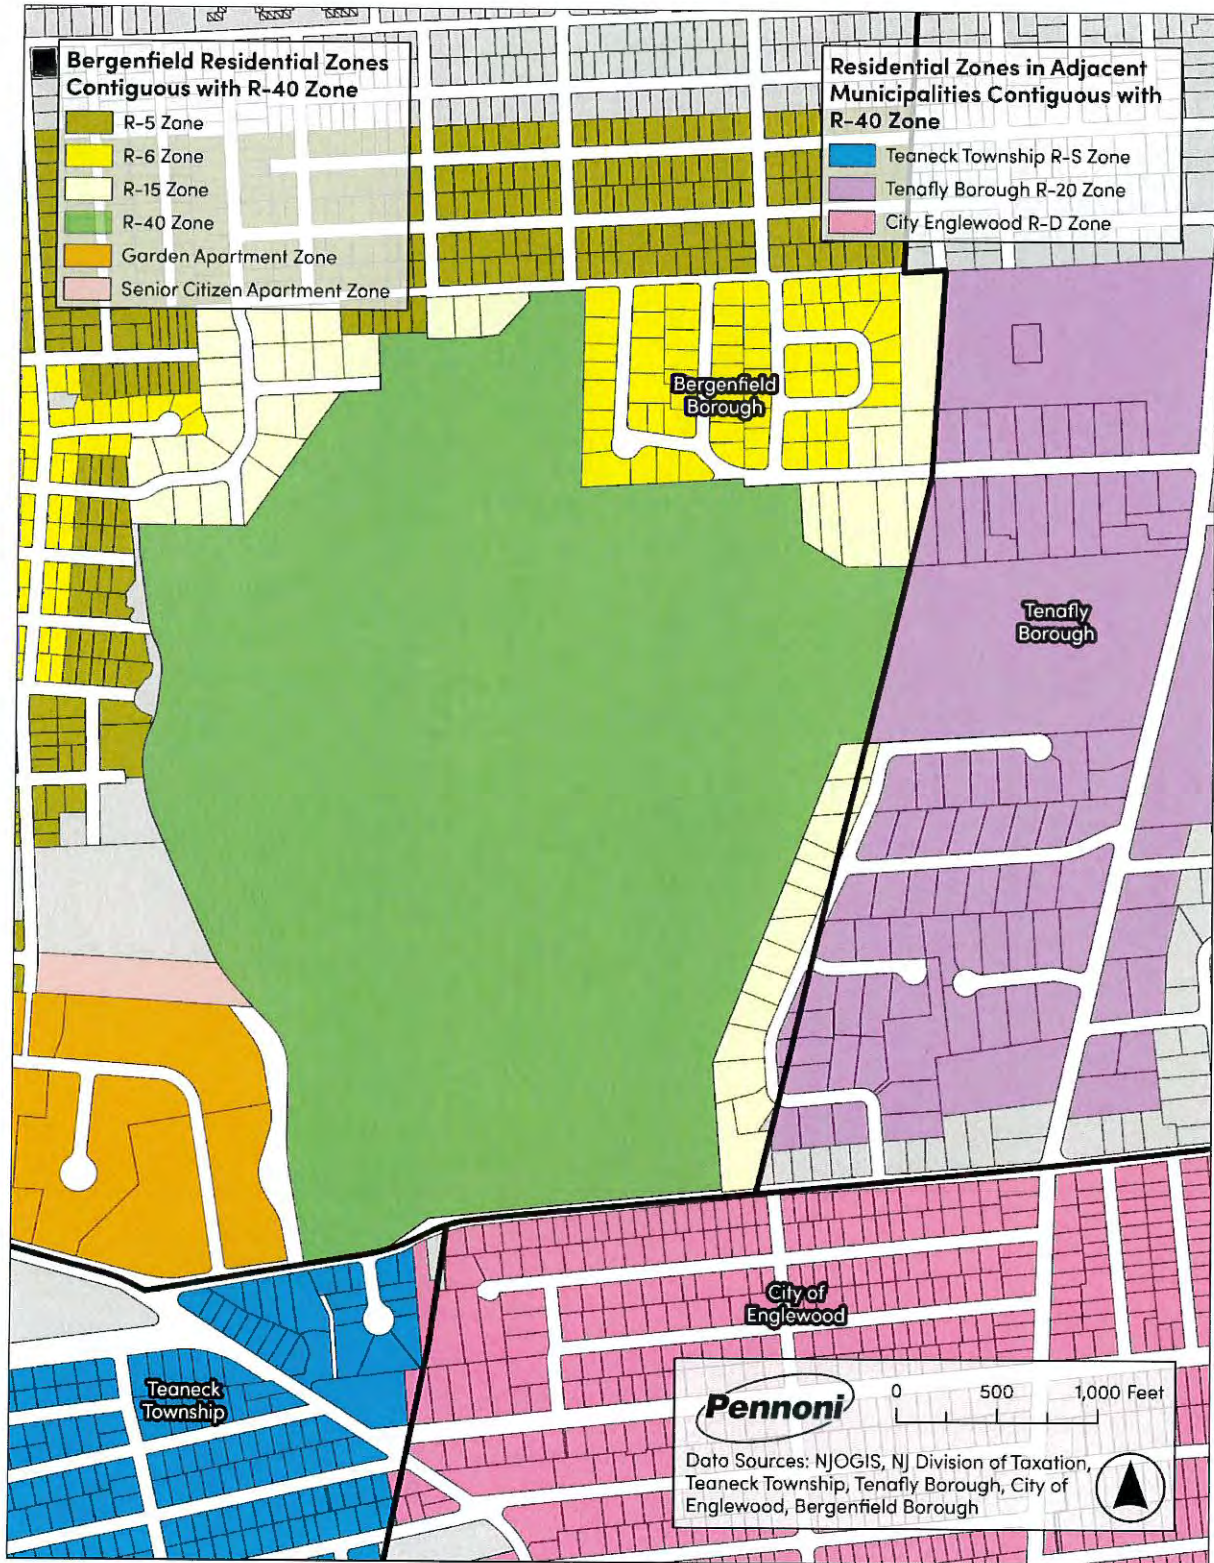 Bergenfield Residential Zones
Contiguous with R-40 Zone
R-5 Zone
R-6 Zone
R-15 Zone
R-40 Zone
Garden Apartment Zone
Senior Citizen Apartment Zone
Residential Zones in Adjacent
Municipalities Contiguous with
R-40 Zone
Teaneck Township R-S Zone
Tenafly Borough R-20 Zone
City Englewood R-D Zone
Bergenfield
Borough
Tenafly
Borough
City of
Englewood
Teaneck
Township
Pennoni
0 500 1,000 Feet
Data Sources: NJOGIS, NJ Division of Taxation,
Teaneck Township, Tenafly Borough, City of
Englewood, Bergenfield Borough